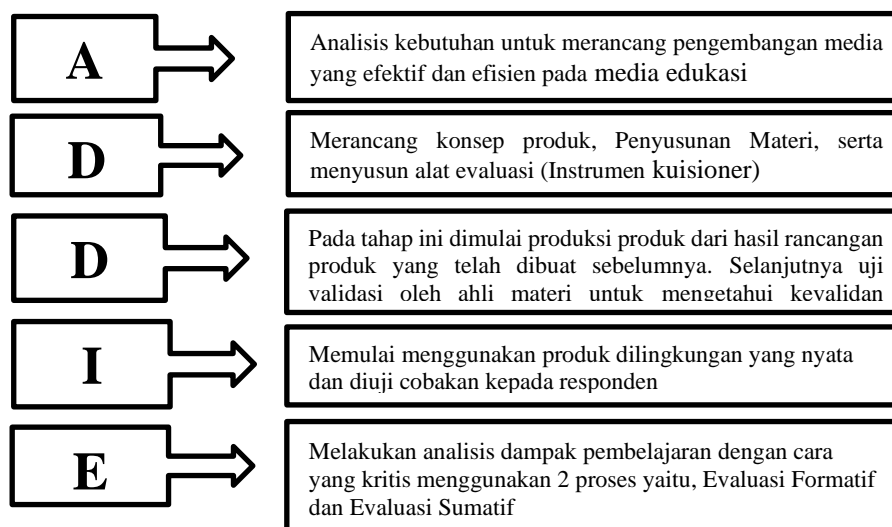 A
Analisis kebutuhan untuk merancang pengembangan media
yang efektif dan efisien pada media edukasi
D
Merancang konsep produk, Penyusunan Materi, serta
menyusun alat evaluasi (Instrumen kuisioner)
D
Pada tahap ini dimulai produksi produk dari hasil rancangan
produk yang telah dibuat sebelumnya. Selanjutnya uji
validasi oleh ahli materi untuk mengetahui kevalidan
I
Memulai menggunakan produk dilingkungan yang nyata
dan diuji cobakan kepada responden
E
Melakukan analisis dampak pembelajaran dengan cara
yang kritis menggunakan 2 proses yaitu, Evaluasi Formatif
dan Evaluasi Sumatif